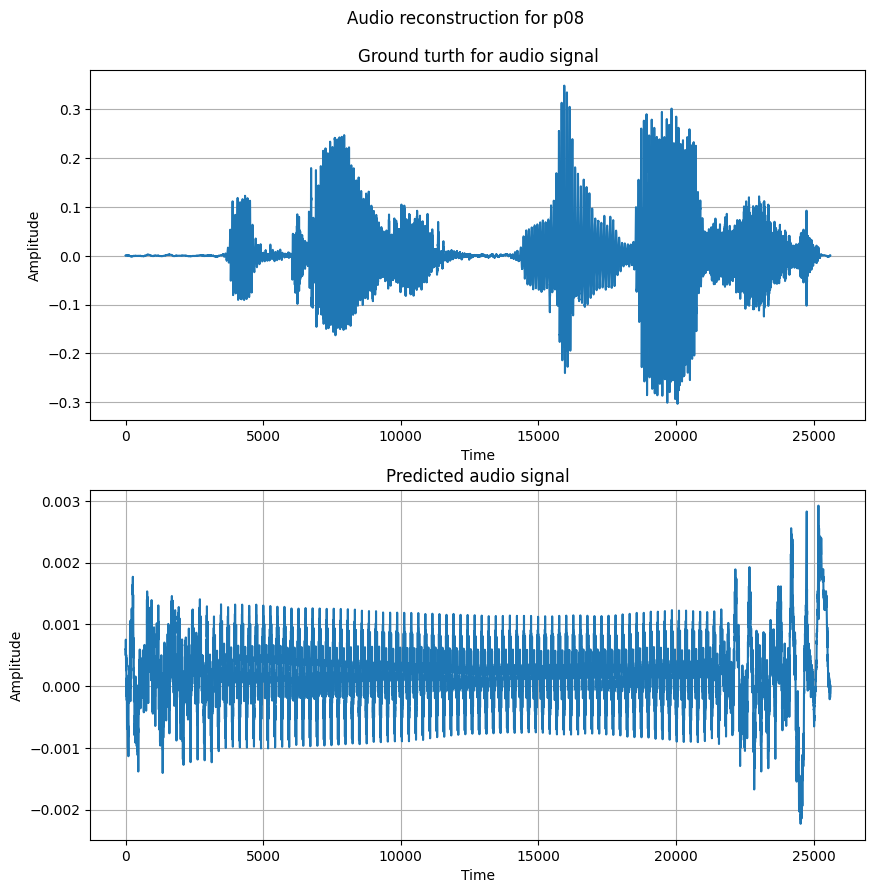 Audio reconstruction for p08
Ground turth for audio signal
0.3
0.2
0.1
0.0
−0.1
−0.2
−0.3
Amplitude
0 5000 10000 15000 20000 25000
Time
Predicted audio signal
0.003
0.002
0.001
0.000
−0.001
−0.002
Amplitude
0 5000 10000 15000 20000 25000
Time